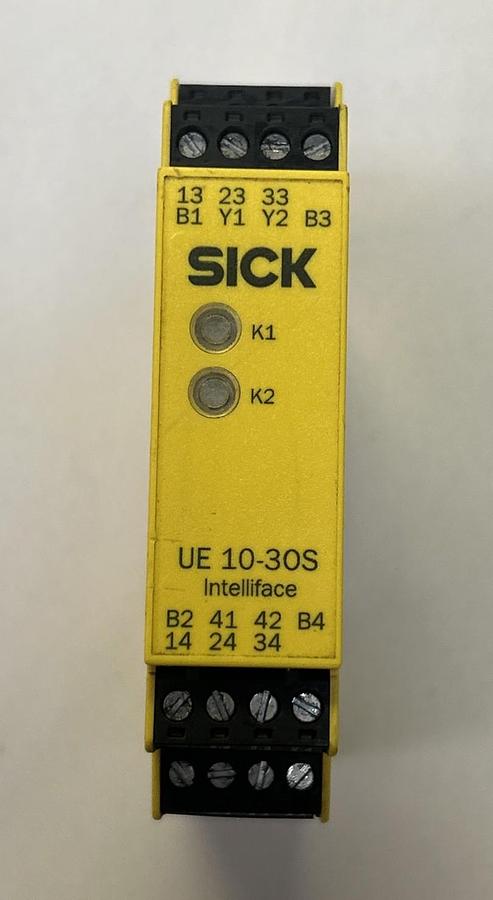 13 23 33
B1 Y1 Y2 B3
SICK
K1
K2
UE 10-3OS
Intelliface
B2 41 42 B4
14 24 34